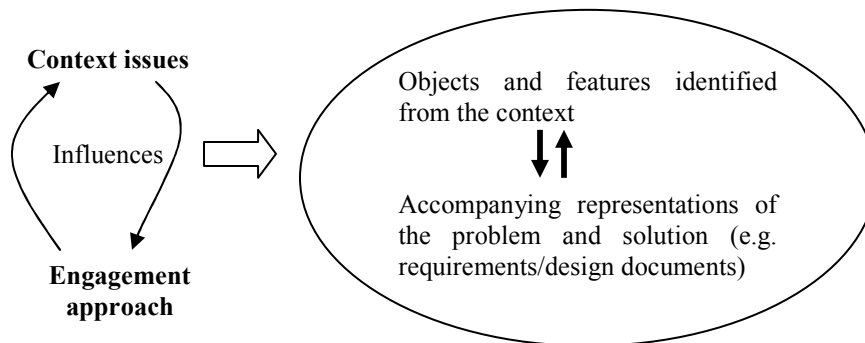 Context issues
Influences
Engagement
approach
Objects and features identified
from the context
Accompanying representations of
the problem and solution (e.g.
requirements/design documents)